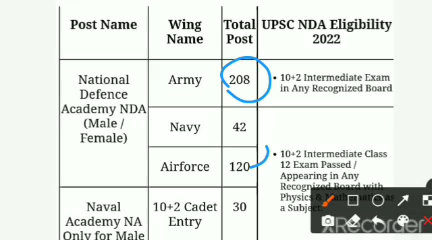 Post Name
Wing
Name
Total
Post
UPSC NDA Eligibility
2022
National
Defence
Academy NDA
(Male /
Female)
Army
208
10+2 Intermediate Exam
in Any Recognized Board
Navy
42
Airforce
120
10+2 Intermediate Class
12 Exam Passed /
Appearing in Any
Recognized Board with
Physics &
a Subject.
Naval
Academy NA
Only for Male
10+2 Cadet
Entry
30
XRecorder